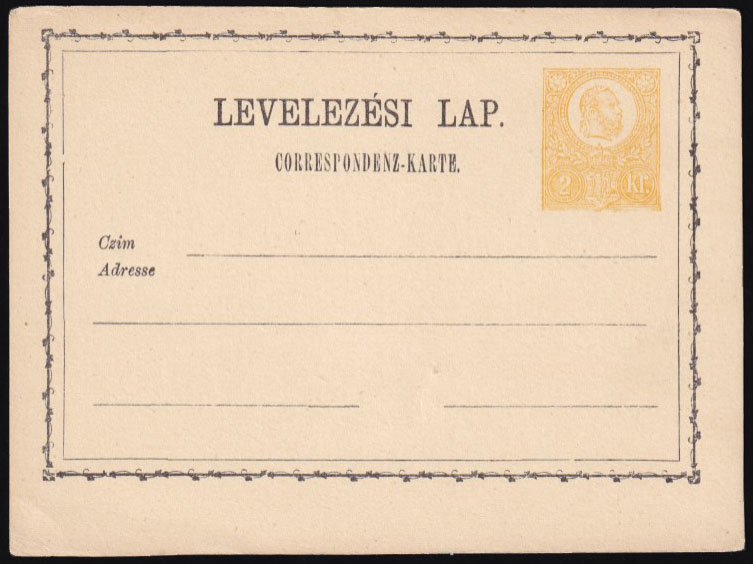 LEVELEZÉSI LAP.
CORRESPONDENZ-KARTE.
2 Kr.
Czim
Adresse